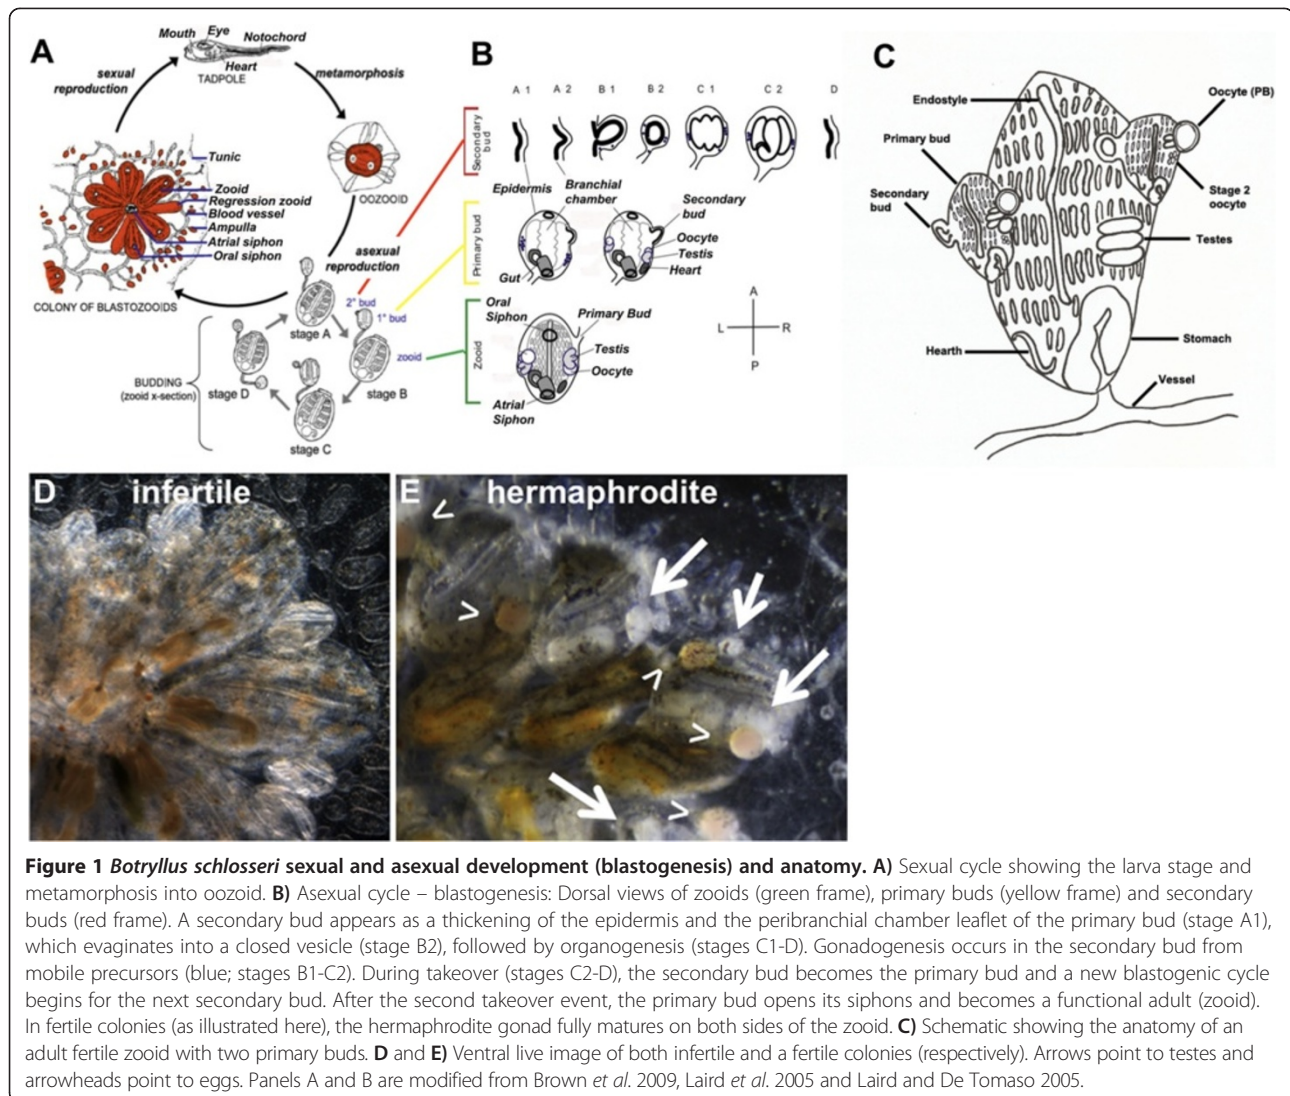 A
Mouth
Eye
Notochord
Heart
TADPOLE
sexual
reproduction
metamorphosis
Tunic
Zooid
Regression zooid
Blood vessel
Ampulla
Atrial siphon
Oral siphon
OOZOOID
COLONY OF BLASTOZOOIDS
asexual
reproduction
2° bud
1° bud
zooid
stage A
stage B
stage C
stage D
BUDDING
(zooid x-section)
B
A 1 A 2 B 1 B 2 C 1 C 2 D
Secondary
bud
Primary bud
Zooid
Epidermis
Branchial
chamber
Secondary
bud
Oocyte
Testis
Heart
Gut
Oral
Siphon
Primary Bud
Testis
Oocyte
Atrial
Siphon
A
L R
P
C
Endostyle
Oocyte (PB)
Primary bud
Secondary
bud
Stage 2
oocyte
Testes
Hearth
Stomach
Vessel
D infertile
E hermaphrodite
Figure 1 Botryllus schlosseri sexual and asexual development (blastogenesis) and anatomy. A) Sexual cycle showing the larva stage and
metamorphosis into oozoid. B) Asexual cycle – blastogenesis: Dorsal views of zooids (green frame), primary buds (yellow frame) and secondary
buds (red frame). A secondary bud appears as a thickening of the epidermis and the peribranchial chamber leaflet of the primary bud (stage A1),
which evaginates into a closed vesicle (stage B2), followed by organogenesis (stages C1-D). Gonadogenesis occurs in the secondary bud from
mobile precursors (blue; stages B1-C2). During takeover (stages C2-D), the secondary bud becomes the primary bud and a new blastogenic cycle
begins for the next secondary bud. After the second takeover event, the primary bud opens its siphons and becomes a functional adult (zooid).
In fertile colonies (as illustrated here), the hermaphrodite gonad fully matures on both sides of the zooid. C) Schematic showing the anatomy of an
adult fertile zooid with two primary buds. D and E) Ventral live image of both infertile and a fertile colonies (respectively). Arrows point to testes and
arrowheads point to eggs. Panels A and B are modified from Brown et al. 2009, Laird et al. 2005 and Laird and De Tomaso 2005.